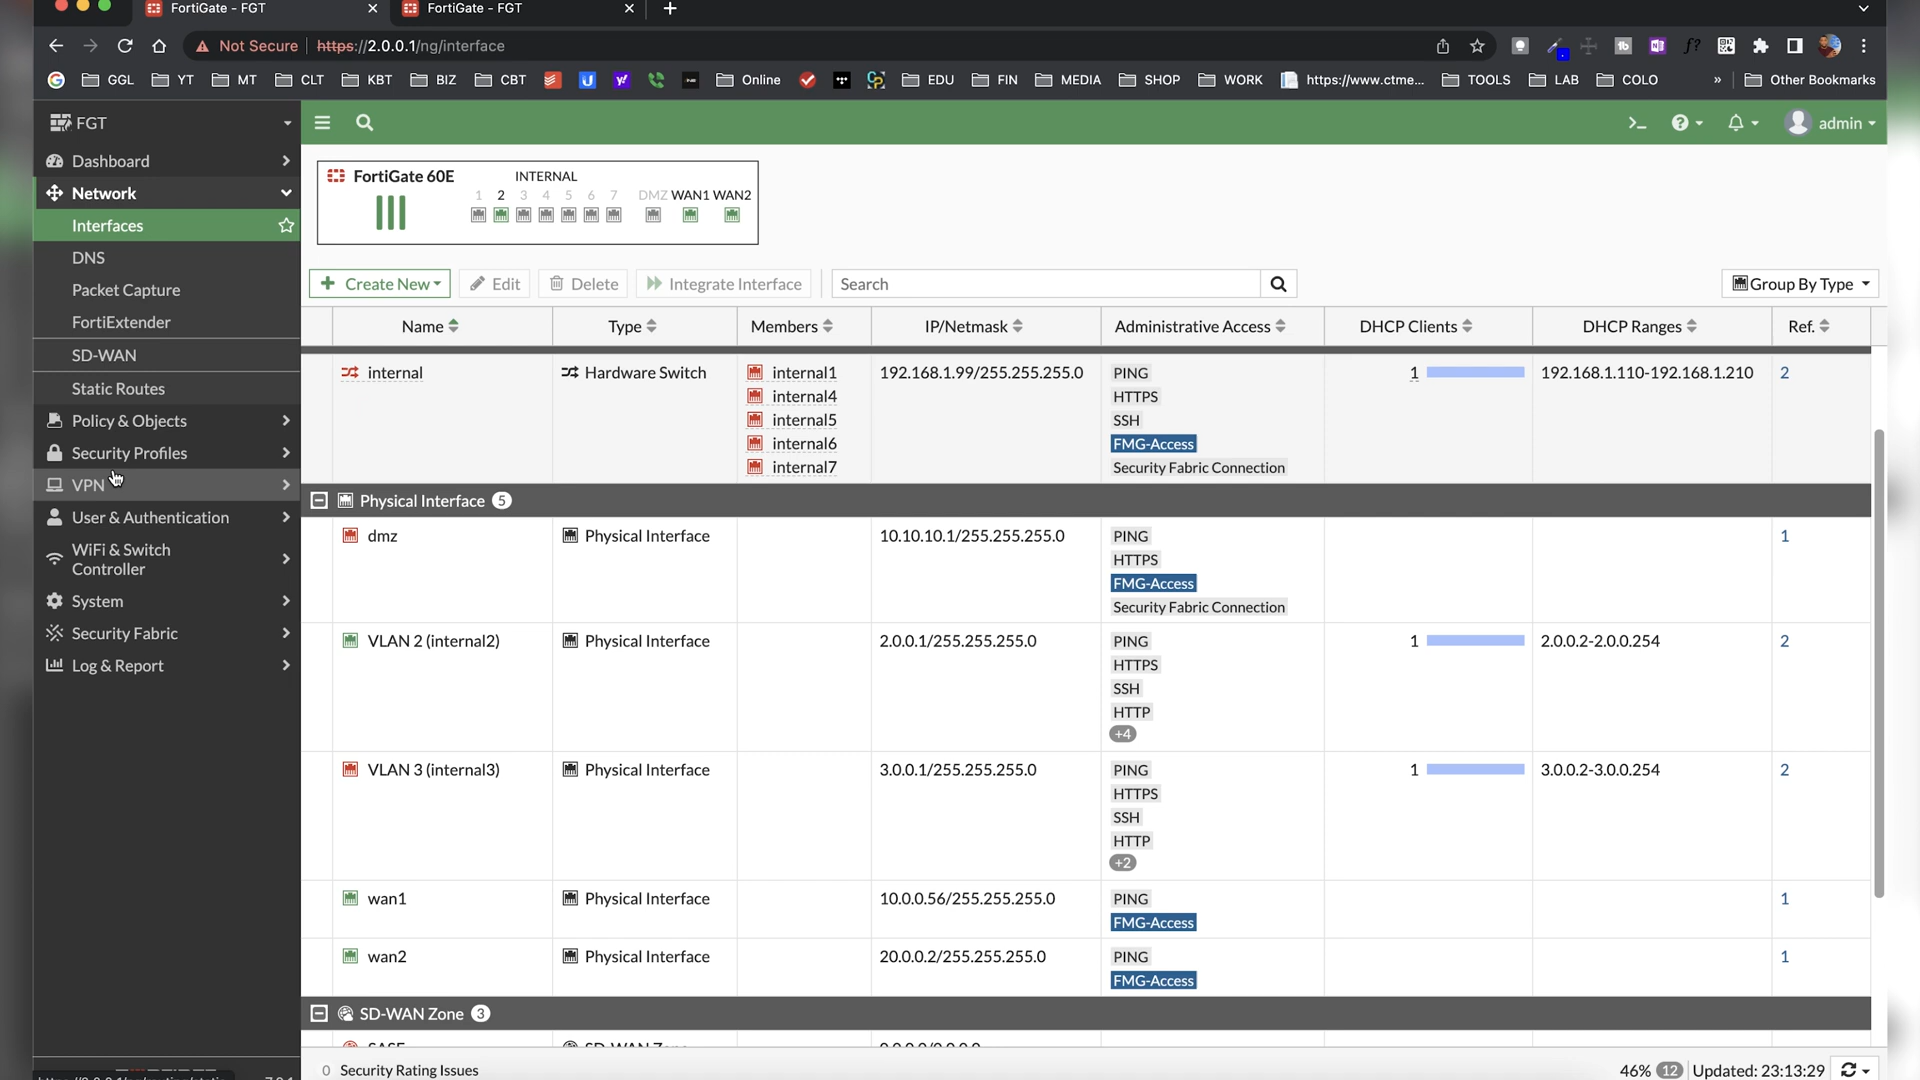 FortiGate - FGT
FortiGate - FGT
Not Secure
https://2.0.0.1/ng/interface
GGL YT MT CLT KBT BIZ CBT Online EDU FIN MEDIA SHOP WORK https://www.ctme... TOOLS LAB COLO » Other Bookmarks
FGT
admin
Dashboard
Network
Interfaces
DNS
Packet Capture
FortiExtender
SD-WAN
Static Routes
Policy & Objects
Security Profiles
VPN
User & Authentication
WiFi & Switch
Controller
System
Security Fabric
Log & Report
FortiGate 60E
INTERNAL
1 2 3 4 5 6 7 DMZ WAN1 WAN2
Create New Edit Delete Integrate Interface Search Group By Type
Name Type Members IP/Netmask Administrative Access DHCP Clients DHCP Ranges Ref.
internal Hardware Switch internal1 192.168.1.99/255.255.255.0 PING 1 192.168.1.110-192.168.1.210 2
internal4 HTTPS
internal5 SSH
internal6 FMG-Access
internal7 Security Fabric Connection
Physical Interface 5
dmz Physical Interface 10.10.10.1/255.255.255.0 PING 1
HTTPS
FMG-Access
Security Fabric Connection
VLAN 2 (internal2) Physical Interface 2.0.0.1/255.255.255.0 PING 1 2.0.0.2-2.0.0.254 2
HTTPS
SSH
HTTP
+4
VLAN 3 (internal3) Physical Interface 3.0.0.1/255.255.255.0 PING 1 3.0.0.2-3.0.0.254 2
HTTPS
SSH
HTTP
+2
wan1 Physical Interface 10.0.0.56/255.255.255.0 PING 1
FMG-Access
wan2 Physical Interface 20.0.0.2/255.255.255.0 PING 1
FMG-Access
SD-WAN Zone 3
0 Security Rating Issues 46% 12 Updated: 23:13:29